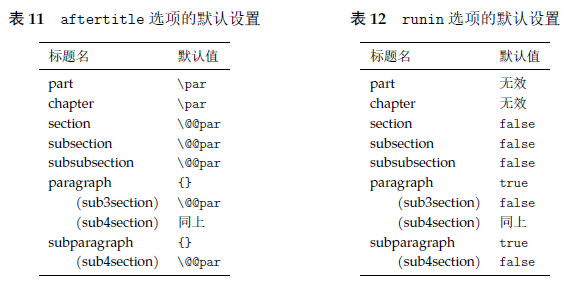 表 11 aftertitle 选项的默认设置
标题名 默认值
part \par
chapter \par
section \@@par
subsection \@@par
subsubsection \@@par
paragraph {}
(sub3section) \@@par
(sub4section) 同上
subparagraph {}
(sub4section) \@@par
表 12 runin 选项的默认设置
标题名 默认值
part 无效
chapter 无效
section false
subsection false
subsubsection false
paragraph true
(sub3section) false
(sub4section) 同上
subparagraph true
(sub4section) false